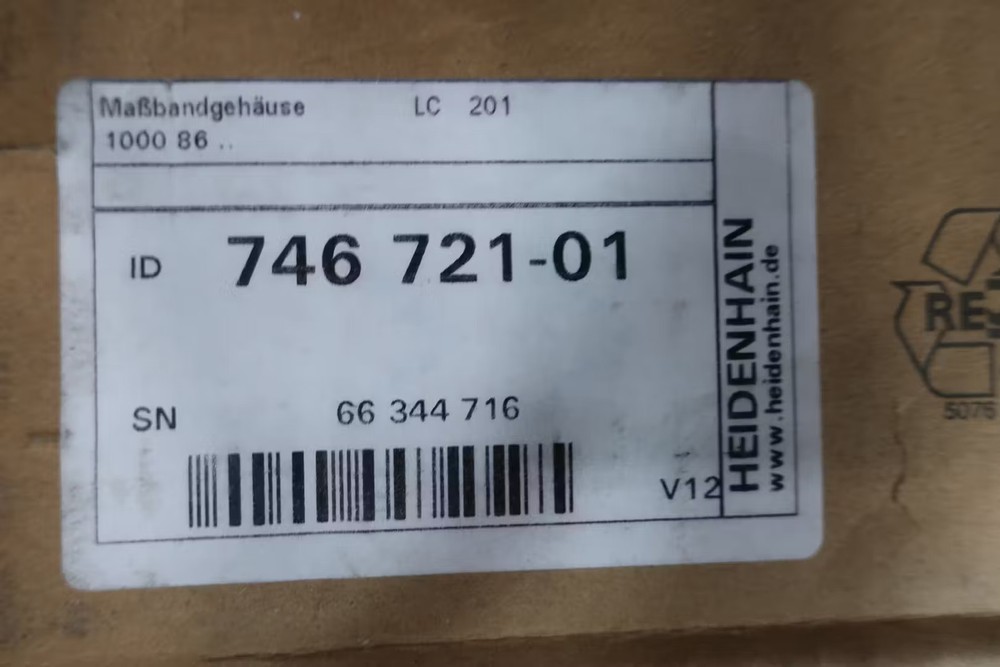 Maßbandgehäuse LC 201
1000 86 ..
ID 746 721-01
SN 66 344 716
V12
HEIDENHAIN
www.heidenhain.de
RE
5076